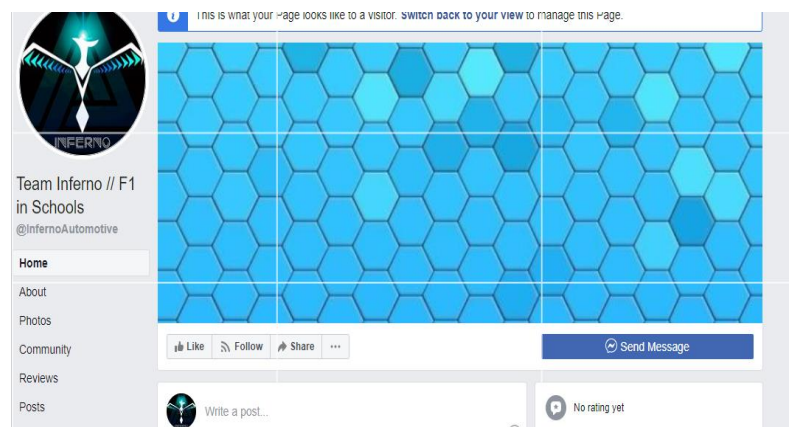 This is what your Page looks like to a visitor. Switch back to your view to manage this Page.
INFERNO
Team Inferno // F1
in Schools
@InfernoAutomotive
Home
About
Photos
Community
Reviews
Posts
Like Follow Share ...
Send Message
Write a post...
No rating yet